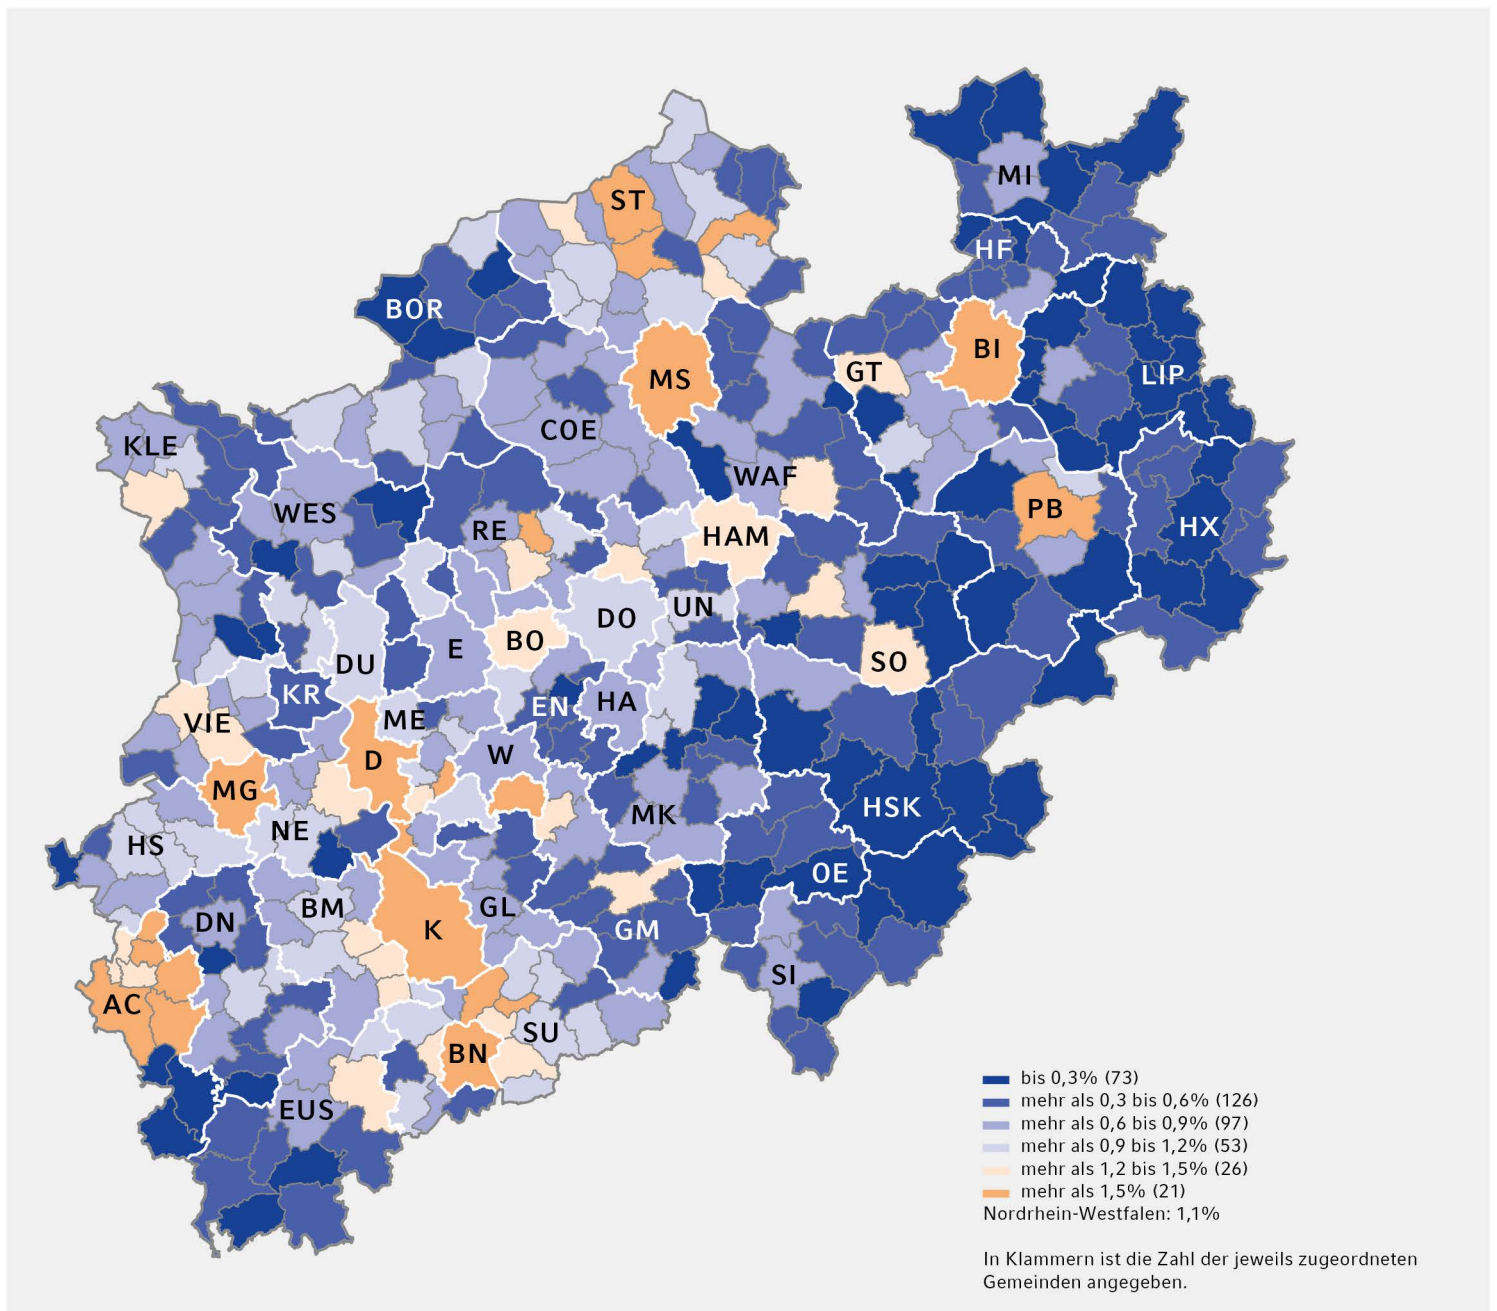 ST
MI
HF
BOR
BI
GT
MS
LIP
COE
KLE
WAF
WES
PB
RE
HAM
HX
DO
UN
BO
E
SO
DU
KR
HA
EN
ME
VIE
W
D
MG
HSK
MK
NE
HS
OE
BM
GL
DN
K
GM
SI
AC
SU
BN
EUS
bis 0,3% (73)
mehr als 0,3 bis 0,6% (126)
mehr als 0,6 bis 0,9% (97)
mehr als 0,9 bis 1,2% (53)
mehr als 1,2 bis 1,5% (26)
mehr als 1,5% (21)
Nordrhein-Westfalen: 1,1%
In Klammern ist die Zahl der jeweils zugeordneten
Gemeinden angegeben.